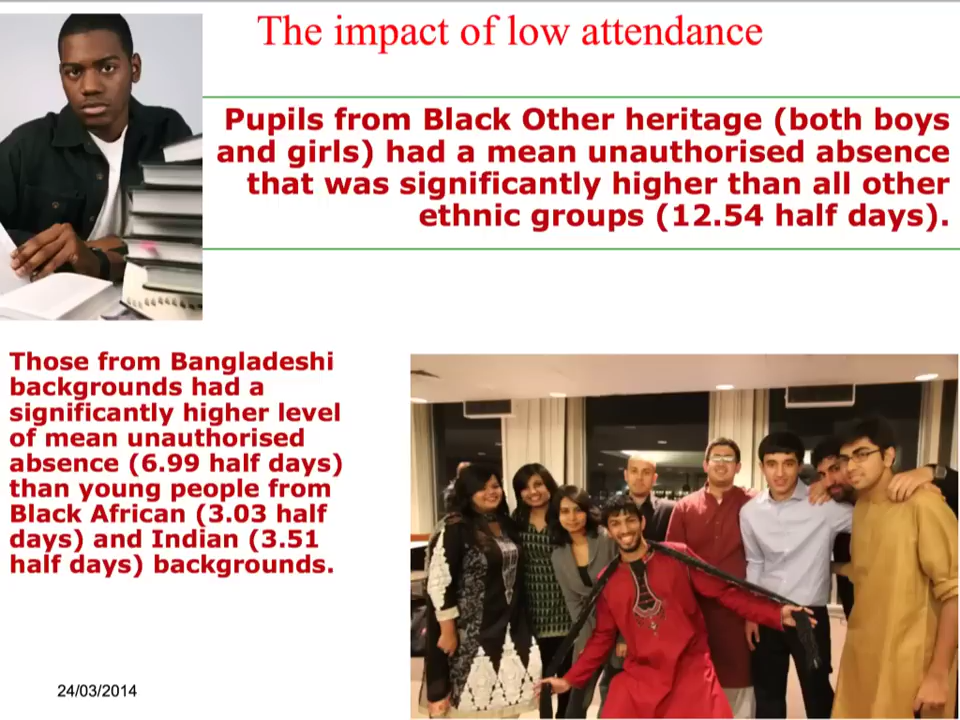 The impact of low attendance
Pupils from Black Other heritage (both boys
and girls) had a mean unauthorised absence
that was significantly higher than all other
ethnic groups (12.54 half days).
Those from Bangladeshi
backgrounds had a
significantly higher level
of mean unauthorised
absence (6.99 half days)
than young people from
Black African (3.03 half
days) and Indian (3.51
half days) backgrounds.
24/03/2014